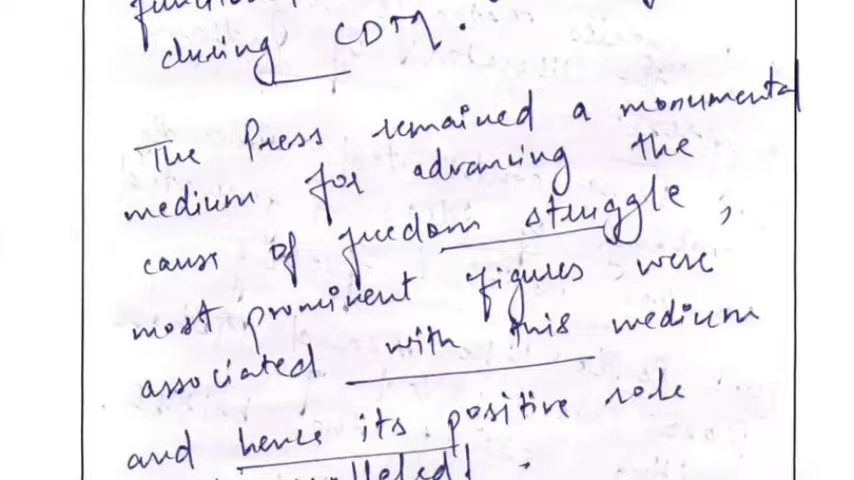 during CDM.
The Press remained a monumental
medium for advancing the
cause of freedom struggle,
most prominent figures were
associated with this medium
and hence its positive role